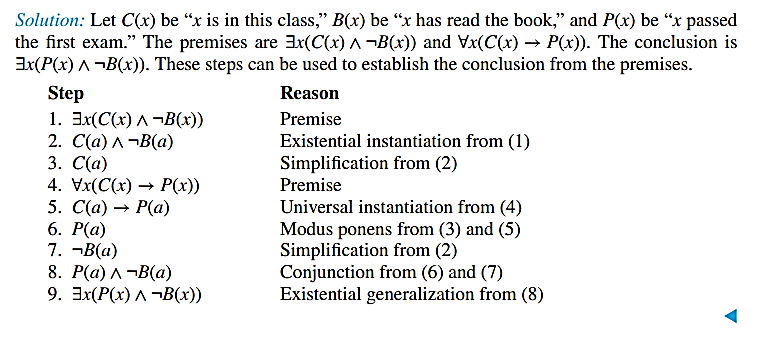 Solution: Let C(x) be “x is in this class,” B(x) be “x has read the book,” and P(x) be “x passed
the first exam.” The premises are ∃x(C(x) ∧ ¬B(x)) and ∀x(C(x) → P(x)). The conclusion is
∃x(P(x) ∧ ¬B(x)). These steps can be used to establish the conclusion from the premises.
Step Reason
1. ∃x(C(x) ∧ ¬B(x)) Premise
2. C(a) ∧ ¬B(a) Existential instantiation from (1)
3. C(a) Simplification from (2)
4. ∀x(C(x) → P(x)) Premise
5. C(a) → P(a) Universal instantiation from (4)
6. P(a) Modus ponens from (3) and (5)
7. ¬B(a) Simplification from (2)
8. P(a) ∧ ¬B(a) Conjunction from (6) and (7)
9. ∃x(P(x) ∧ ¬B(x)) Existential generalization from (8)